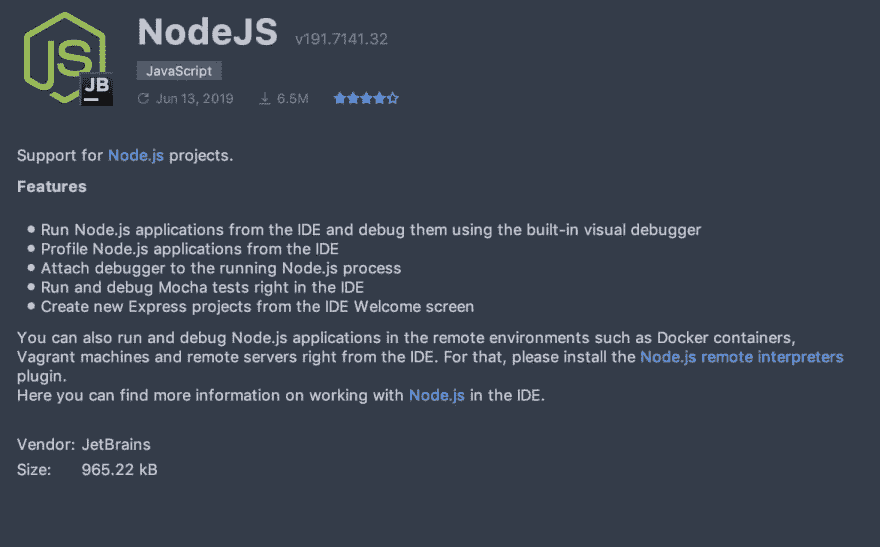 JS
JB
NodeJS v191.7141.32
JavaScript
Jun 13, 2019 6.5M
Support for Node.js projects.
Features
• Run Node.js applications from the IDE and debug them using the built-in visual debugger
• Profile Node.js applications from the IDE
• Attach debugger to the running Node.js process
• Run and debug Mocha tests right in the IDE
• Create new Express projects from the IDE Welcome screen
You can also run and debug Node.js applications in the remote environments such as Docker containers,
Vagrant machines and remote servers right from the IDE. For that, please install the Node.js remote interpreters
plugin.
Here you can find more information on working with Node.js in the IDE.
Vendor: JetBrains
Size: 965.22 kB